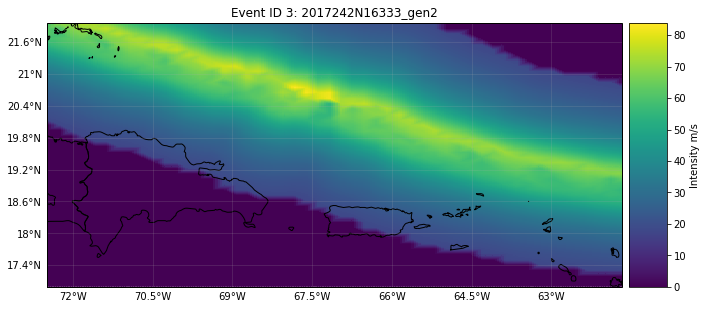 Event ID 3: 2017242N16333_gen2
21.6°N
21°N
20.4°N
19.8°N
19.2°N
18.6°N
18°N
17.4°N
72°W 70.5°W 69°W 67.5°W 66°W 64.5°W 63°W
80
70
60
50
40
30
20
10
0
Intensity m/s